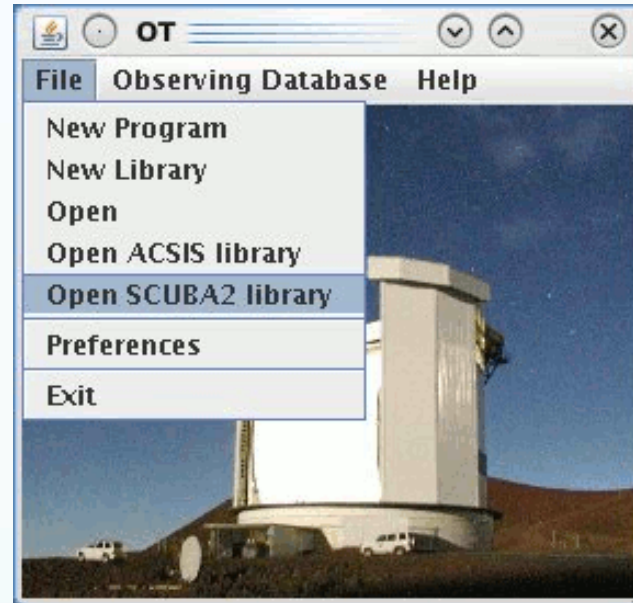 OT
File Observing Database Help
New Program
New Library
Open
Open ACSIS library
Open SCUBA2 library
Preferences
Exit